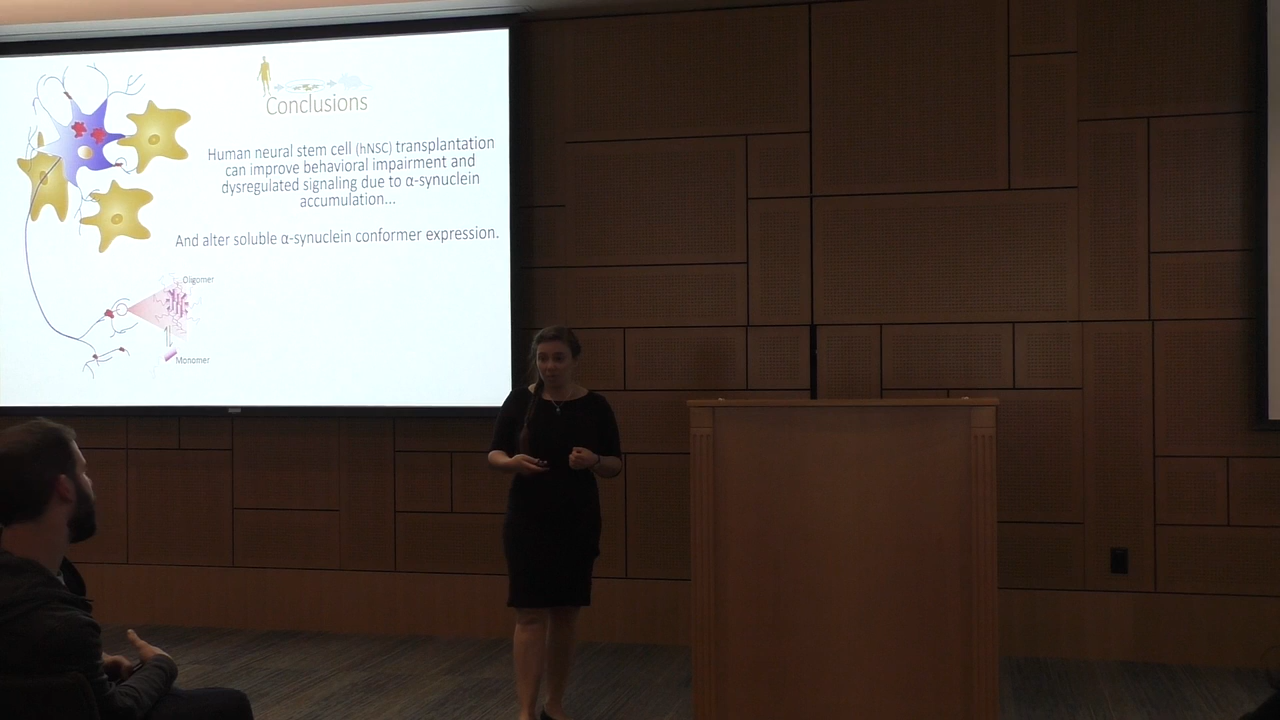 Conclusions
Human neural stem cell (hNSC) transplantation
can improve behavioral impairment and
dysregulated signaling due to α-synuclein
accumulation...
And alter soluble α-synuclein conformer expression.
Oligomer
Monomer